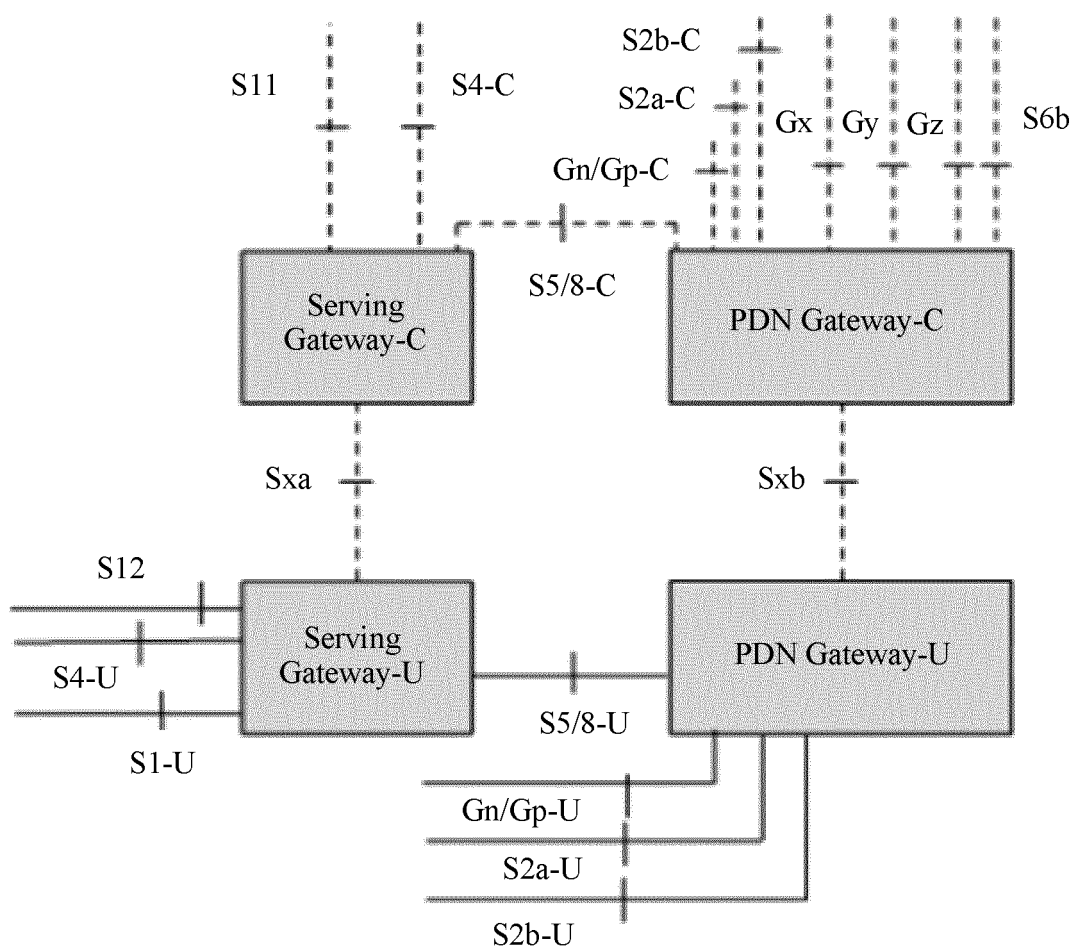 S2b-C
S11
S4-C
S2a-C
Gx
Gy
Gz
S6b
Gn/Gp-C
S5/8-C
Serving
Gateway-C
PDN Gateway-C
Sxa
Sxb
S12
Serving
Gateway-U
PDN Gateway-U
S4-U
S5/8-U
S1-U
Gn/Gp-U
S2a-U
S2b-U